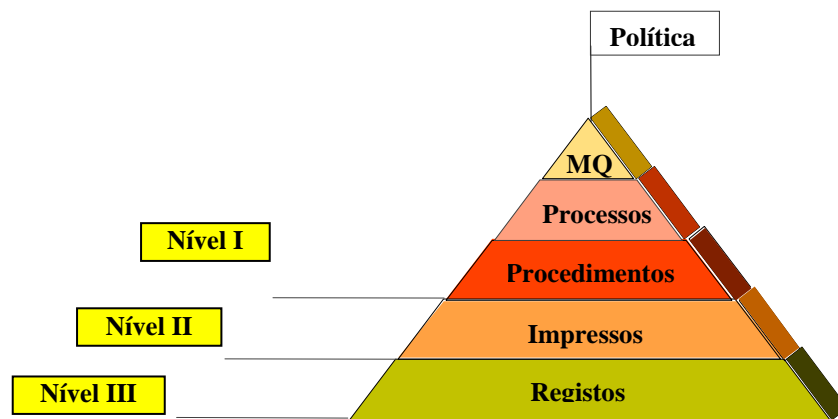 Política
MQ
Processos
Nível I
Procedimentos
Nível II
Impressos
Nível III
Registos